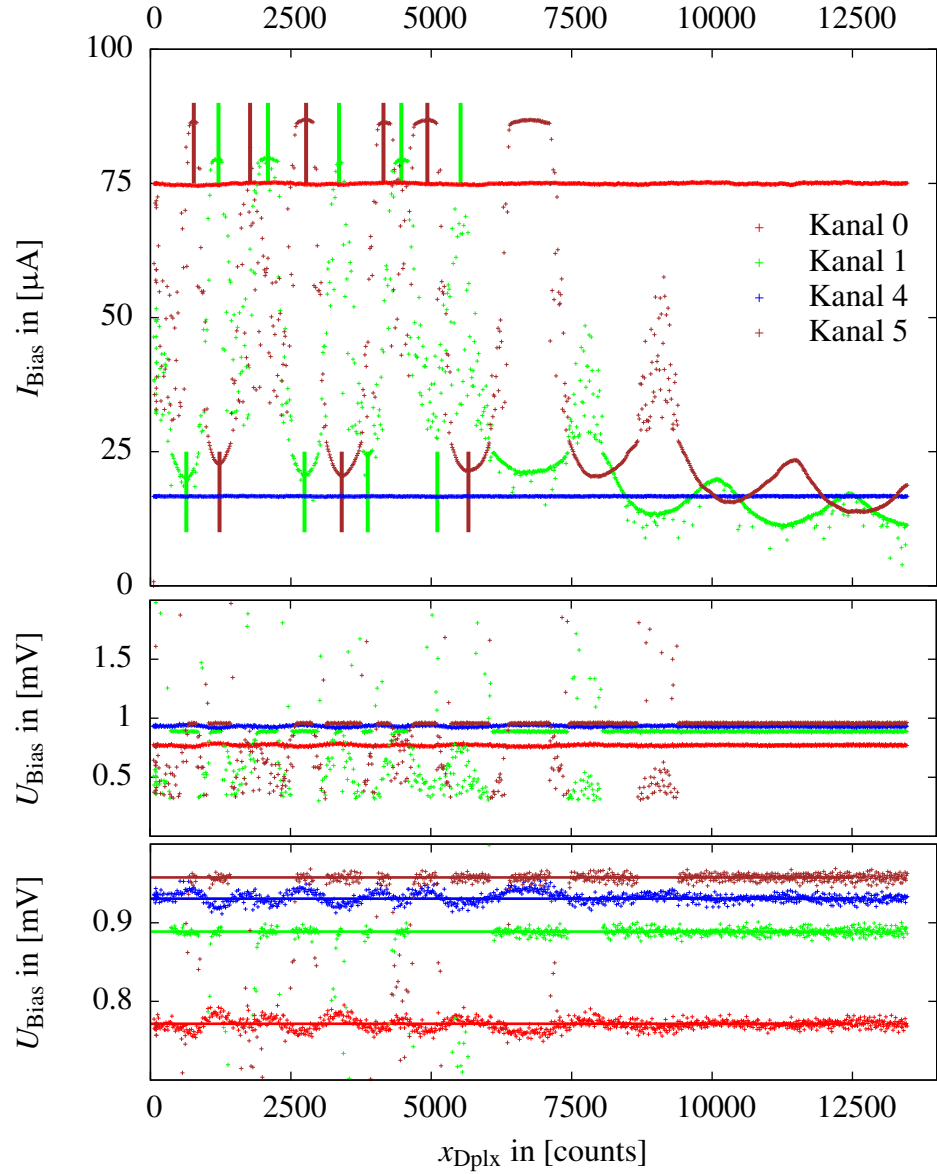 0 2500 5000 7500 10000 12500
100
75
50
25
0
I_Bias in [µA]
Kanal 0
Kanal 1
Kanal 4
Kanal 5
1.5
1
0.5
U_Bias in [mV]
0.9
0.8
U_Bias in [mV]
0 2500 5000 7500 10000 12500
x_Dplx in [counts]